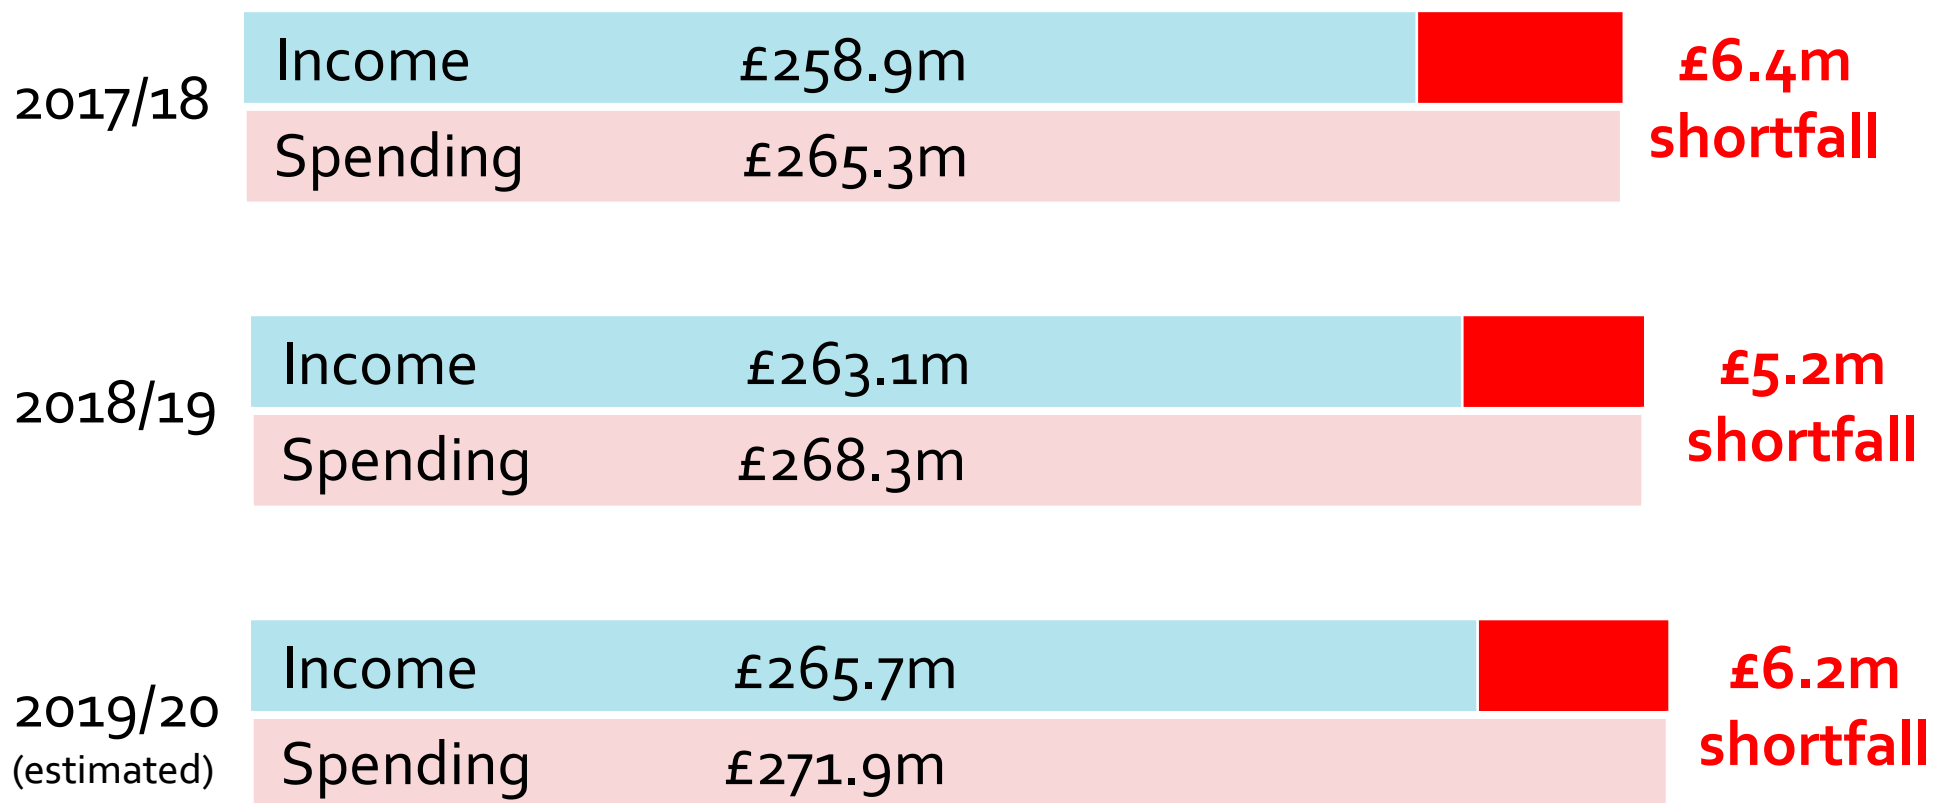 2017/18
Income £258.9m
Spending £265.3m
£6.4m
shortfall
2018/19
Income £263.1m
Spending £268.3m
£5.2m
shortfall
2019/20
(estimated)
Income £265.7m
Spending £271.9m
£6.2m
shortfall